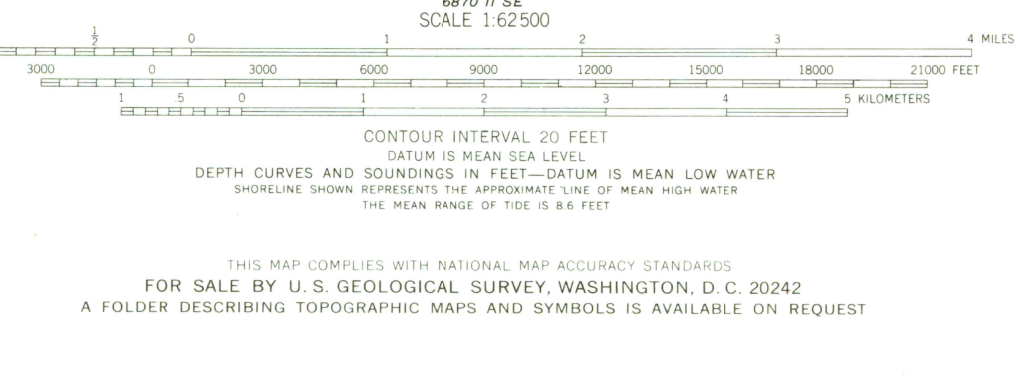 6870 II SE
SCALE 1:62500
1/2 0 1 2 3 4 MILES
3000 0 3000 6000 9000 12000 15000 18000 21000 FEET
1 .5 0 1 2 3 4 5 KILOMETERS
CONTOUR INTERVAL 20 FEET
DATUM IS MEAN SEA LEVEL
DEPTH CURVES AND SOUNDINGS IN FEET—DATUM IS MEAN LOW WATER
SHORELINE SHOWN REPRESENTS THE APPROXIMATE LINE OF MEAN HIGH WATER
THE MEAN RANGE OF TIDE IS 8.6 FEET
THIS MAP COMPLIES WITH NATIONAL MAP ACCURACY STANDARDS
FOR SALE BY U. S. GEOLOGICAL SURVEY, WASHINGTON, D. C. 20242
A FOLDER DESCRIBING TOPOGRAPHIC MAPS AND SYMBOLS IS AVAILABLE ON REQUEST